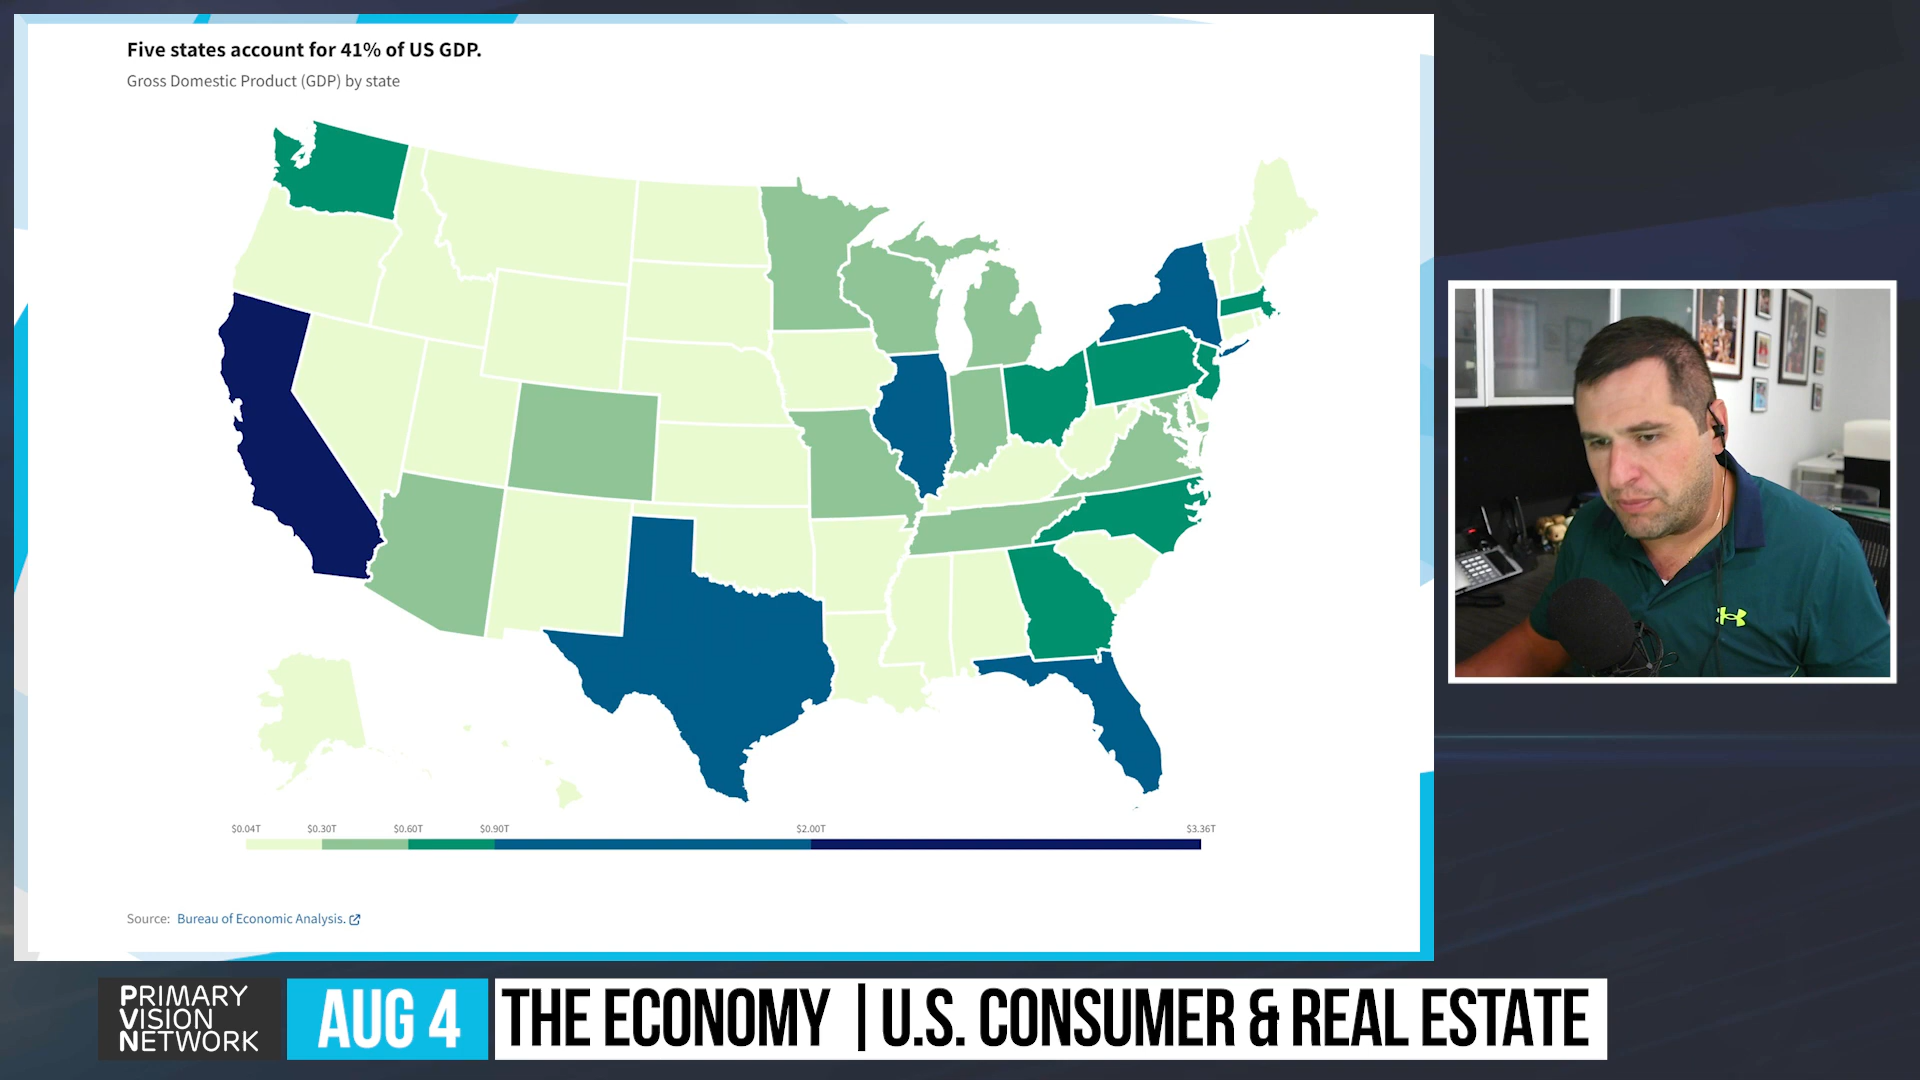 Five states account for 41% of US GDP.
Gross Domestic Product (GDP) by state
$0.04T $0.30T $0.60T $0.90T $2.00T $3.36T
Source: Bureau of Economic Analysis.
PRIMARY
VISION
NETWORK
AUG 4
THE ECONOMY | U.S. CONSUMER & REAL ESTATE